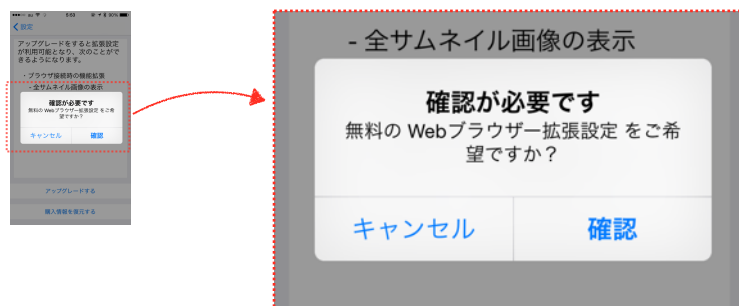 au 9:53 90%
設定
アップグレードをすると拡張設定
が利用可能となり、次のことがで
きるようになります。
・ブラウザ接続時の機能拡張
- 全サムネイル画像の表示
確認が必要です
無料の Webブラウザー拡張設定 をご希
望ですか？
キャンセル 確認
アップグレードする
購入情報を復元する
- 全サムネイル画像の表示
確認が必要です
無料の Webブラウザー拡張設定 をご希
望ですか？
キャンセル 確認